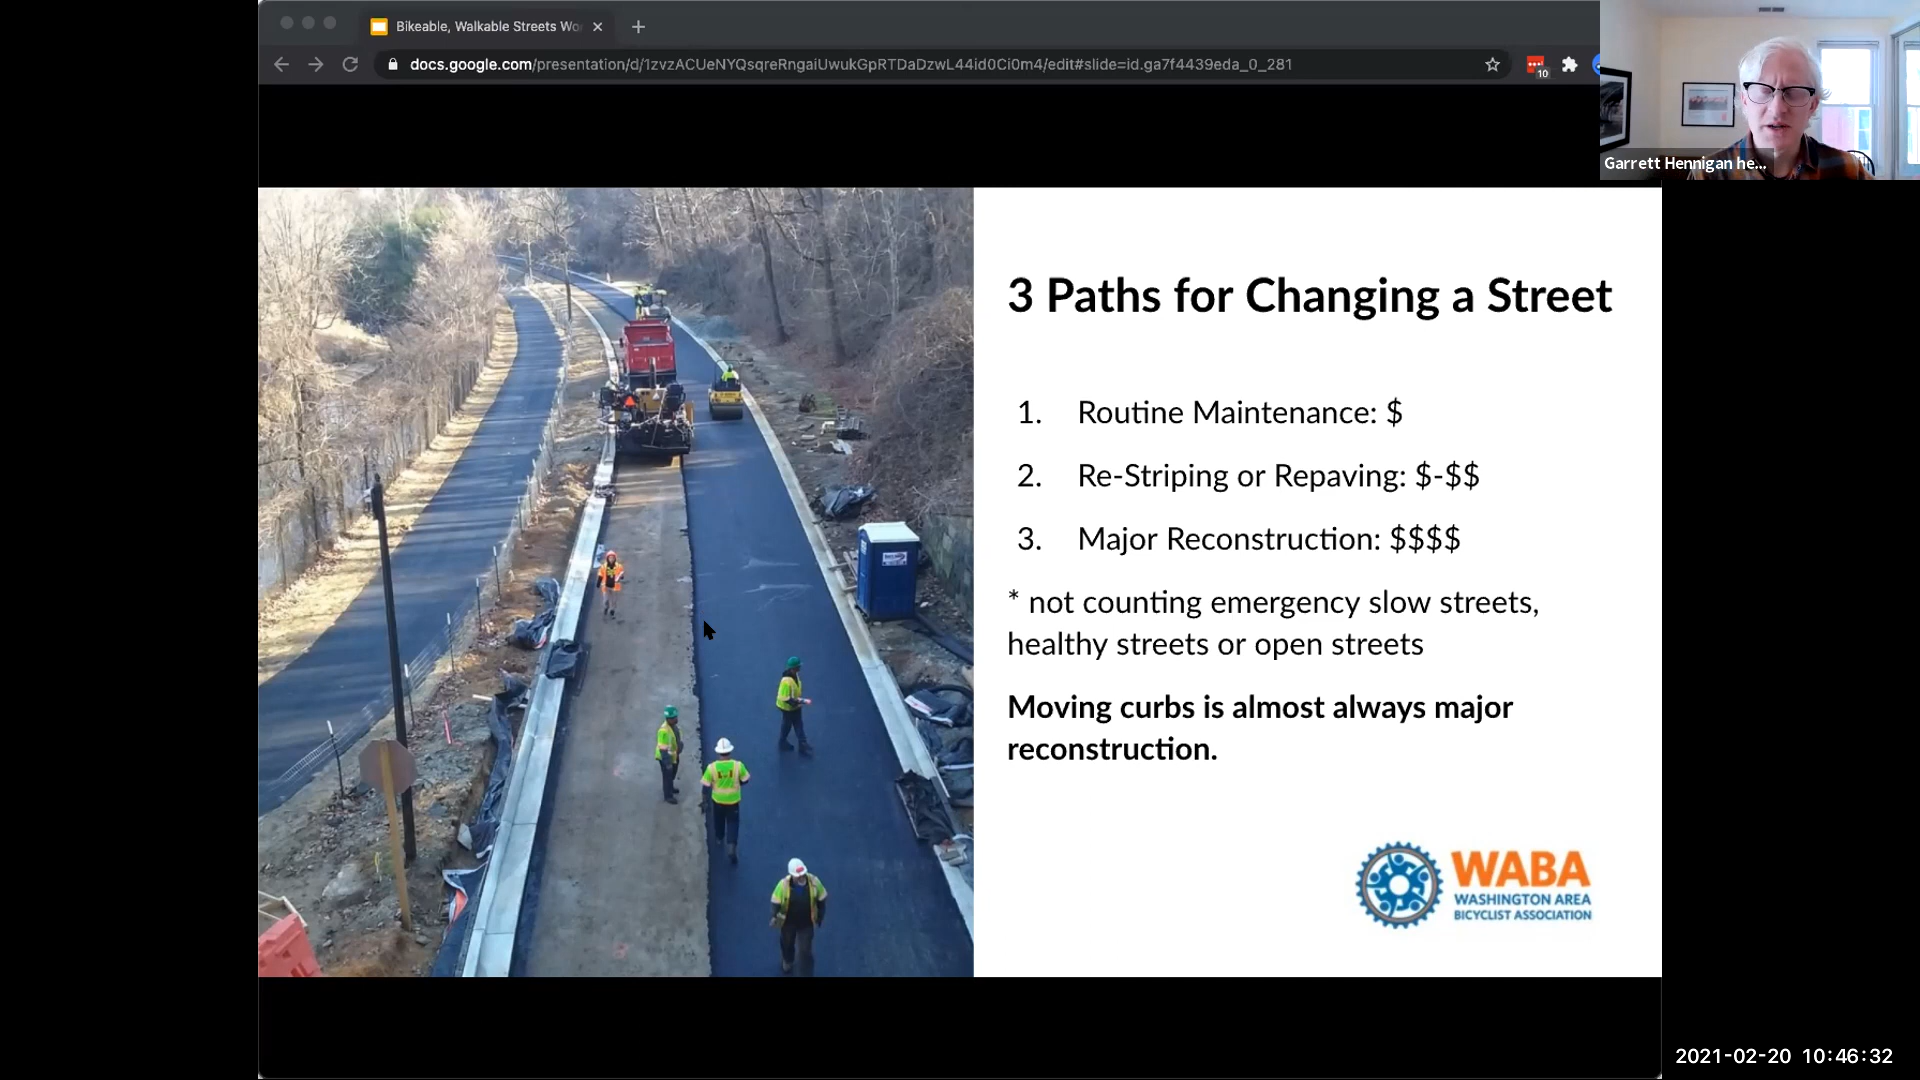 Bikeable, Walkable Streets Wo
docs.google.com/presentation/d/1zvzACUeNYQsqreRngaiUwukGpRTDaDzwL44id0Ci0m4/edit#slide=id.ga7f4439eda_0_281
10
Garrett Hennigan he...
3 Paths for Changing a Street
1. Routine Maintenance: $
2. Re-Striping or Repaving: $-$$
3. Major Reconstruction: $$$$
* not counting emergency slow streets,
healthy streets or open streets
Moving curbs is almost always major
reconstruction.
WABA
WASHINGTON AREA
BICYCLIST ASSOCIATION
2021-02-20 10:46:32